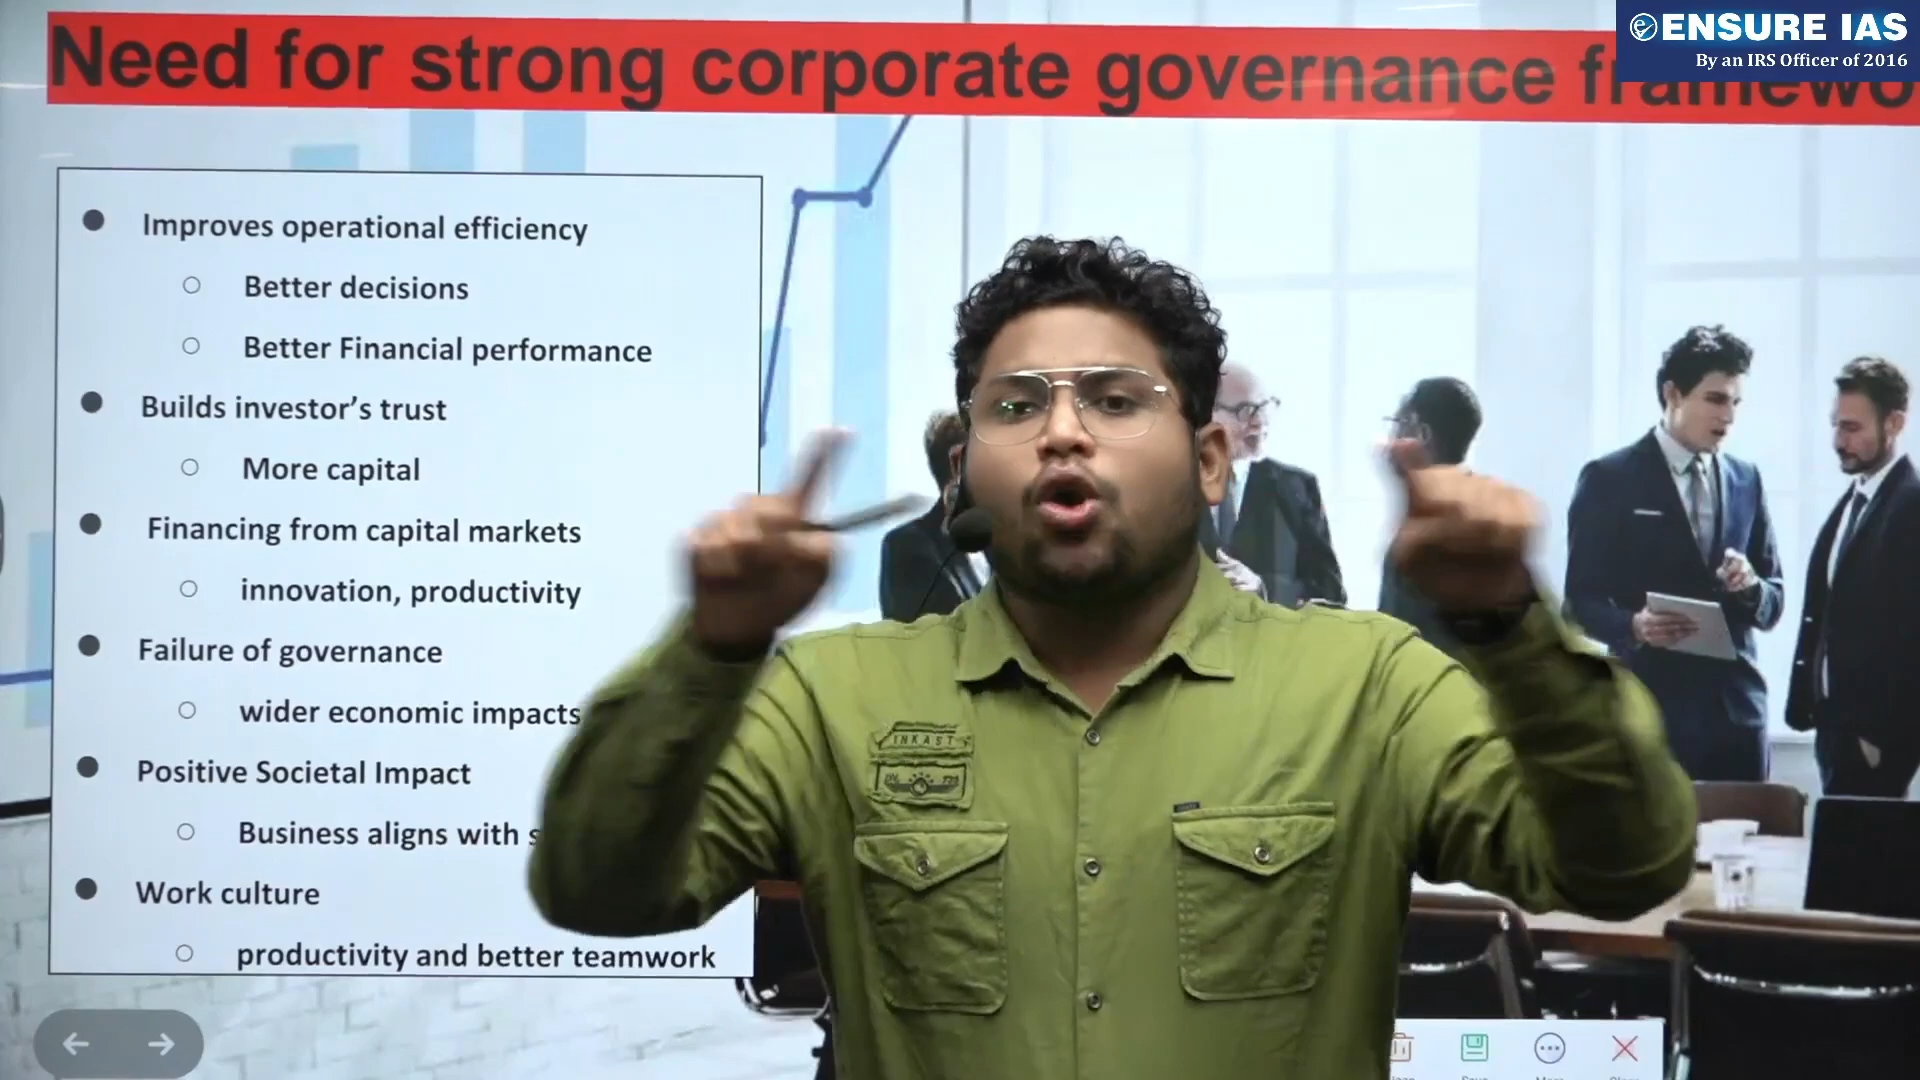 Need for strong corporate governance framewo
ENSURE IAS
By an IRS Officer of 2016
Improves operational efficiency
Better decisions
Better Financial performance
Builds investor's trust
More capital
Financing from capital markets
innovation, productivity
Failure of governance
wider economic impacts
Positive Societal Impact
Business aligns with s
Work culture
productivity and better teamwork
INKAST